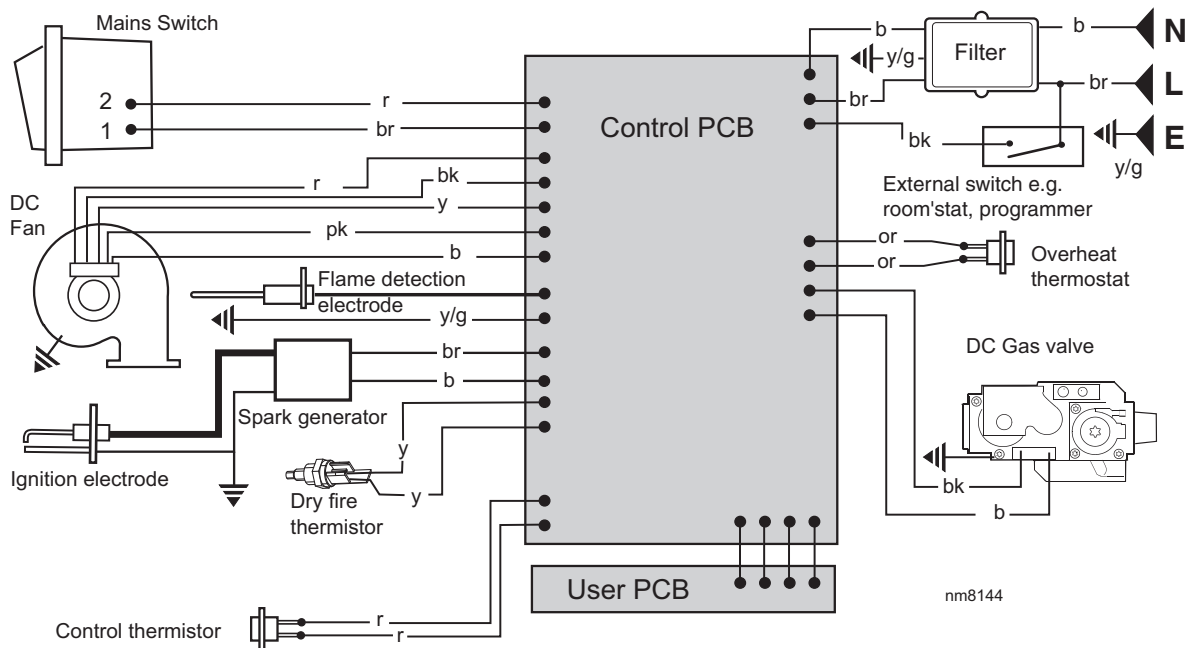 Mains Switch
2
1
r
br
r
bk
y
pk
b
DC
Fan
Flame detection
electrode
y/g
br
b
Spark generator
Ignition electrode
y
y
Dry fire
thermistor
Control thermistor
r
r
Control PCB
User PCB
b
y/g
br
Filter
b
N
br
L
bk
E
y/g
External switch e.g.
room'stat, programmer
or
or
Overheat
thermostat
DC Gas valve
bk
b
nm8144